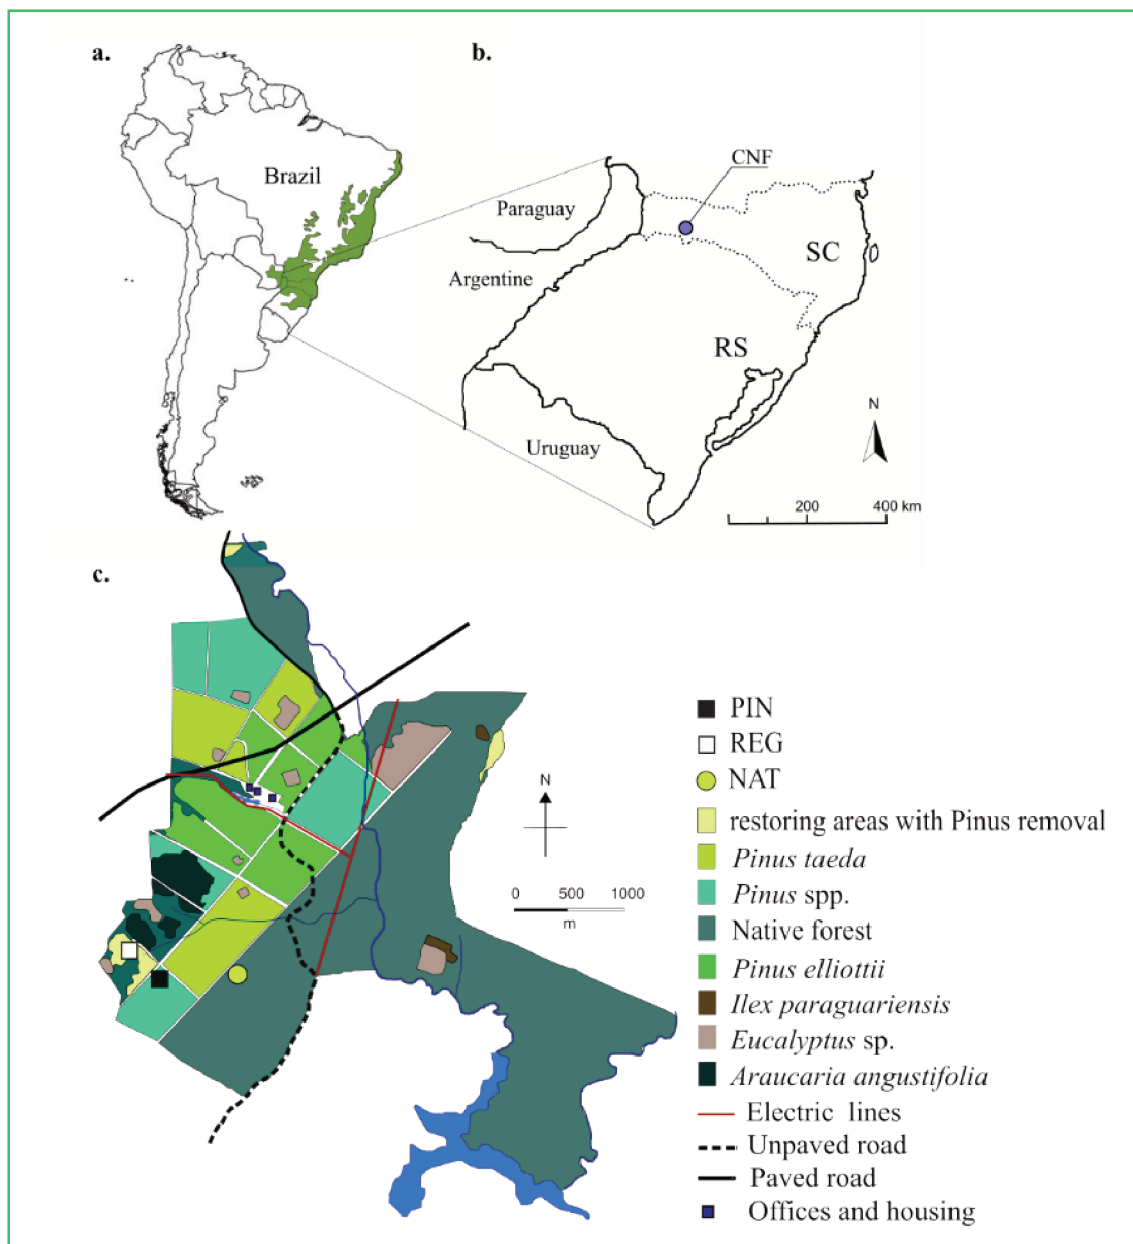 a.
b.
Brazil
CNF
Paraguay
SC
Argentine
RS
Uruguay
N
200
400 km
c.
N
0
500
1000
m
PIN
REG
NAT
restoring areas with Pinus removal
Pinus taeda
Pinus spp.
Native forest
Pinus elliottii
Ilex paraguariensis
Eucalyptus sp.
Araucaria angustifolia
Electric lines
Unpaved road
Paved road
Offices and housing